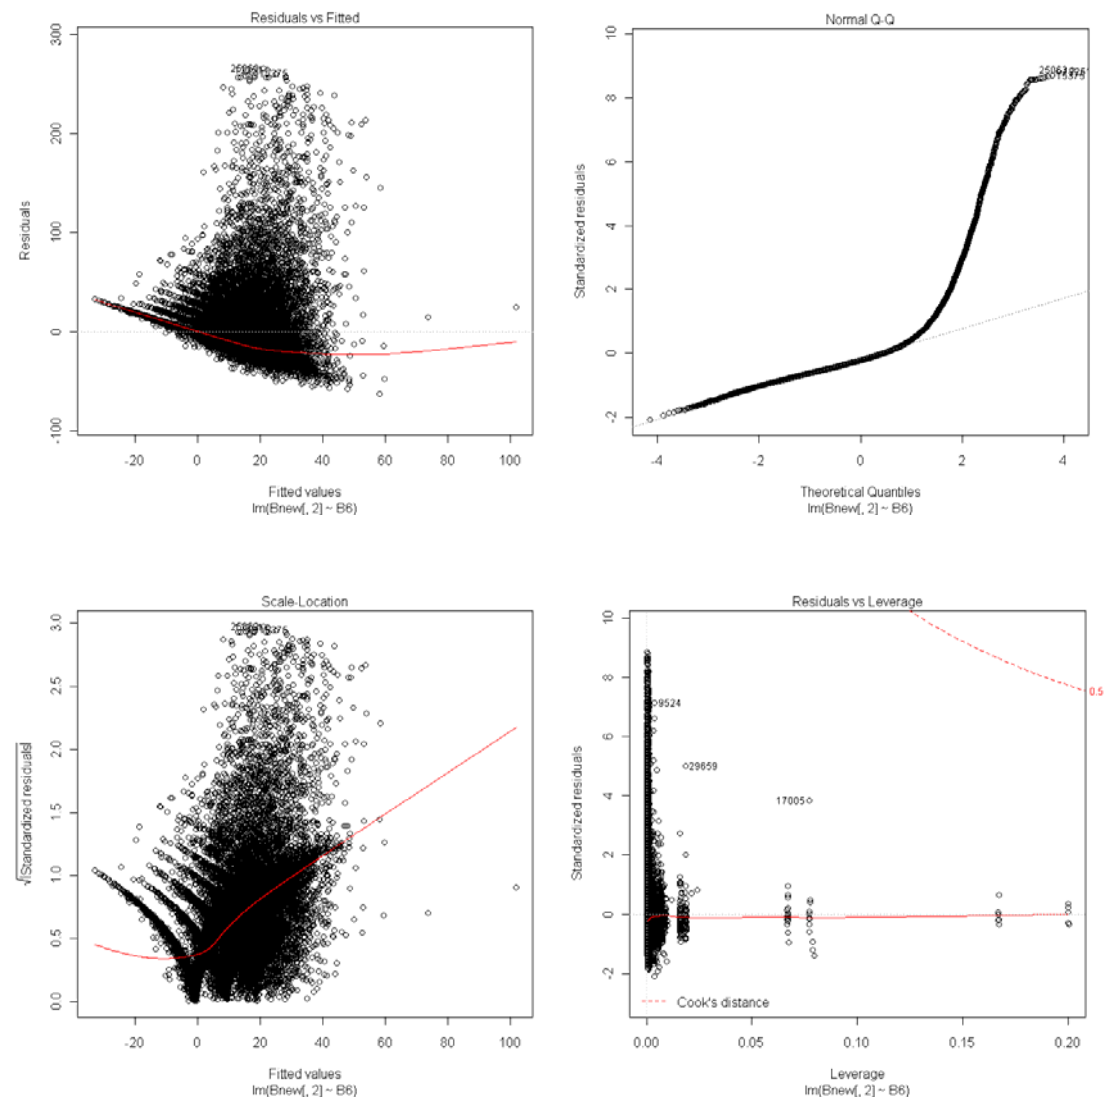 Residuals vs Fitted
300
200
100
0
-100
Residuals
-20 0 20 40 60 80 100
Fitted values
lm(Bnew[, 2] ~ B6)
Normal Q-Q
10
8
6
4
2
0
-2
Standardized residuals
-4 -2 0 2 4
Theoretical Quantiles
lm(Bnew[, 2] ~ B6)
Scale-Location
3.0
2.5
2.0
1.5
1.0
0.5
0.0
√|Standardized residuals|
-20 0 20 40 60 80 100
Fitted values
lm(Bnew[, 2] ~ B6)
Residuals vs Leverage
10
8
6
4
2
0
-2
Standardized residuals
9524
29659
17005
0.5
Cook's distance
0.00 0.05 0.10 0.15 0.20
Leverage
lm(Bnew[, 2] ~ B6)